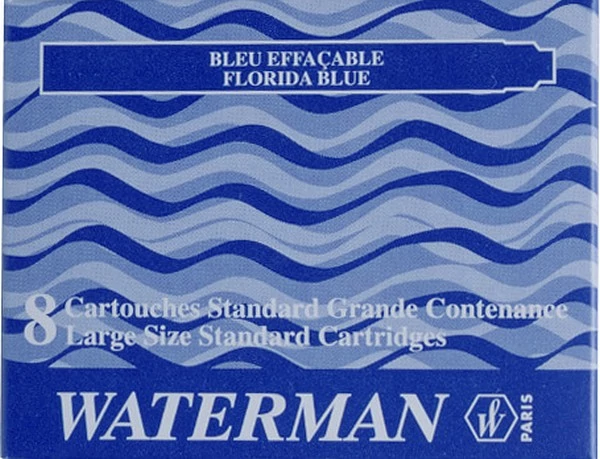 BLEU EFFAÇABLE
FLORIDA BLUE
8 Cartouches Standard Grande Contenance
Large Size Standard Cartridges
WATERMAN W PARIS